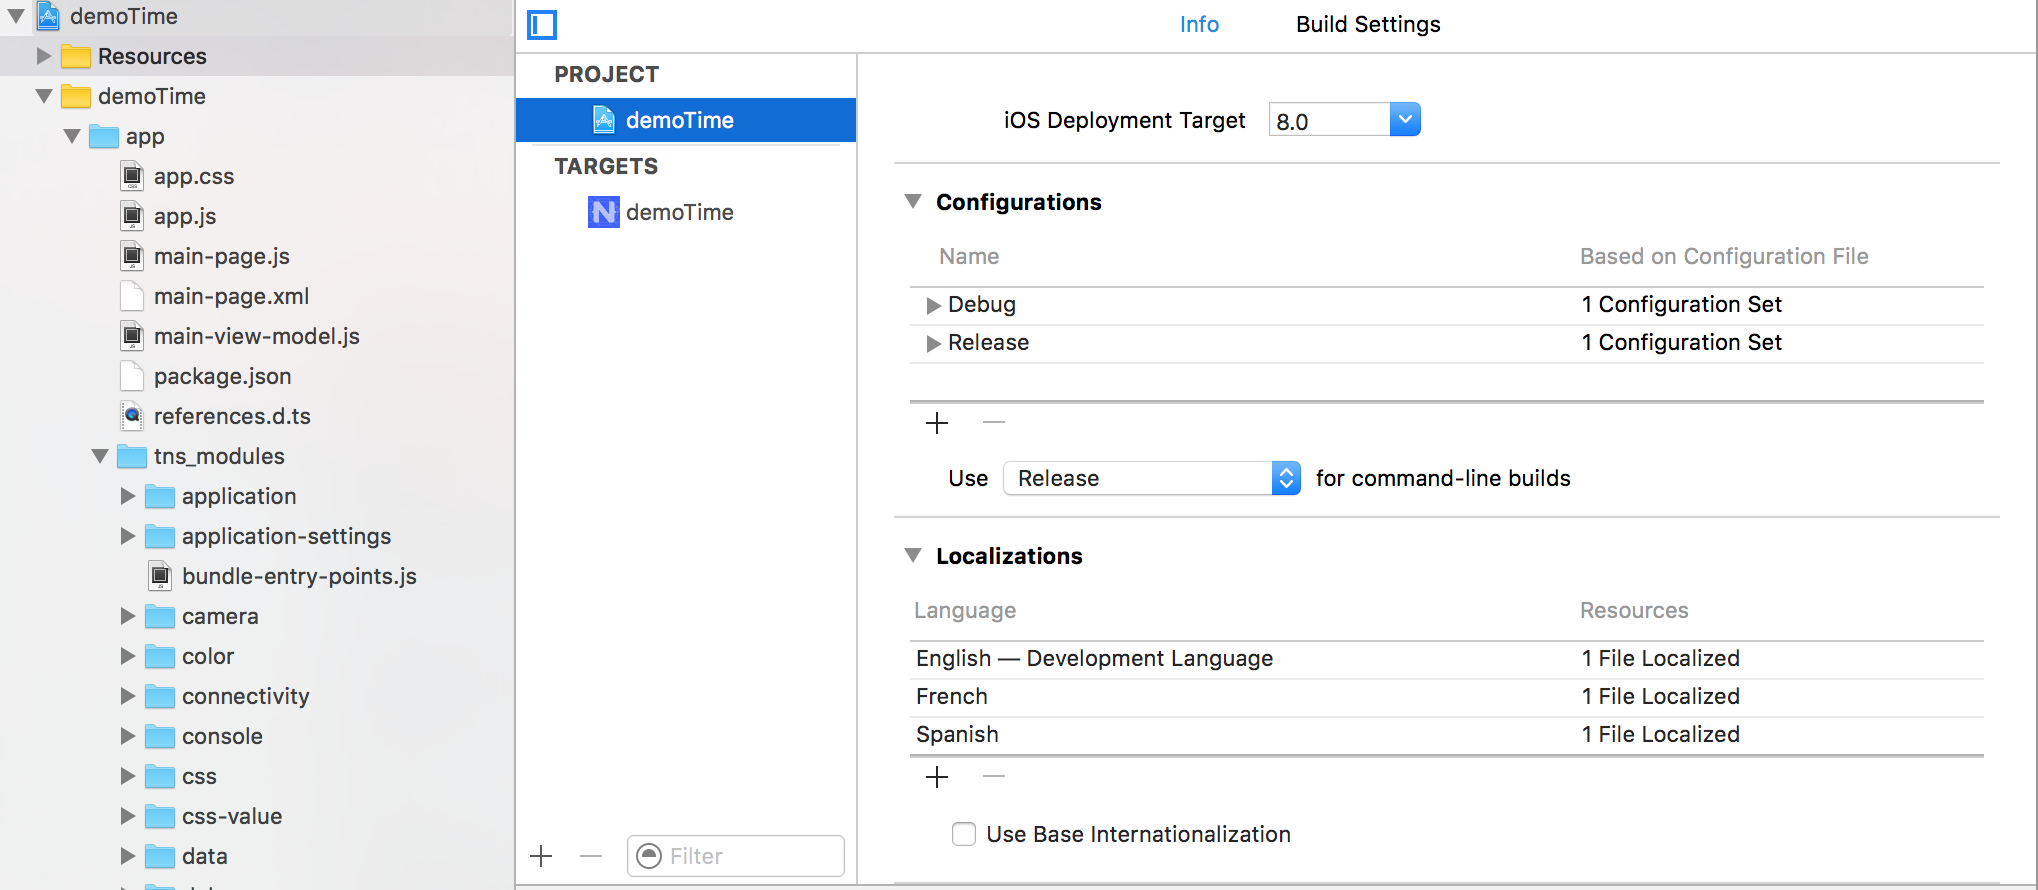 demoTime
Resources
demoTime
app
app.css
app.js
main-page.js
main-page.xml
main-view-model.js
package.json
references.d.ts
tns_modules
application
application-settings
bundle-entry-points.js
camera
color
connectivity
console
css
css-value
data
PROJECT
demoTime
TARGETS
demoTime
Filter
Info Build Settings
iOS Deployment Target 8.0
Configurations
Name Based on Configuration File
Debug 1 Configuration Set
Release 1 Configuration Set
Use Release for command-line builds
Localizations
Language Resources
English — Development Language 1 File Localized
French 1 File Localized
Spanish 1 File Localized
Use Base Internationalization